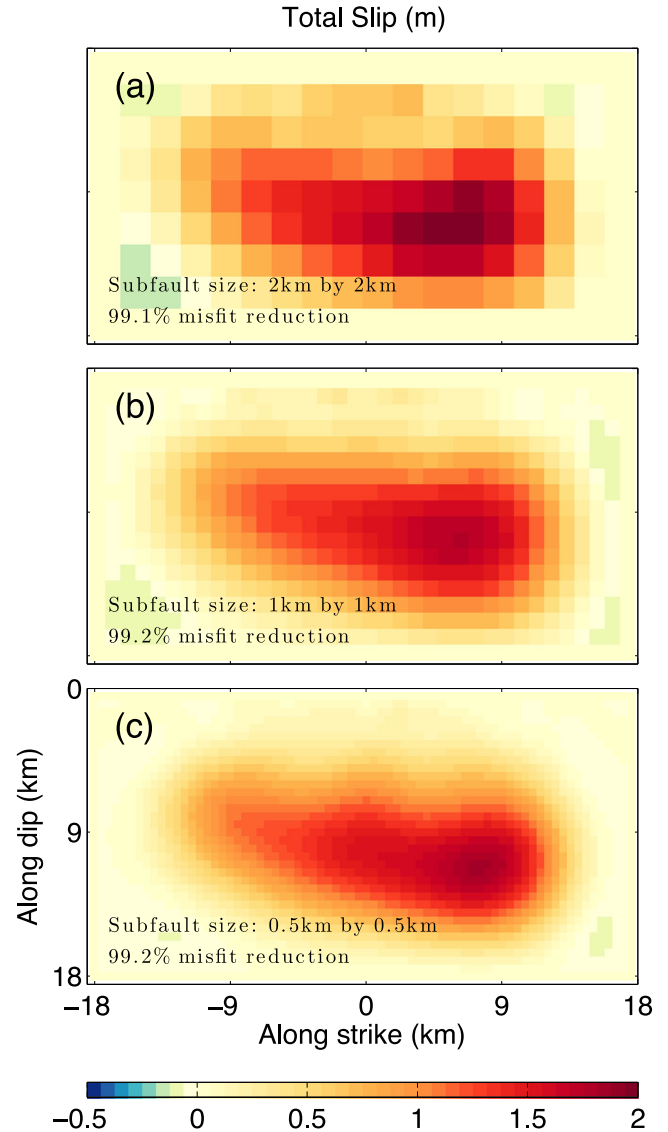 Total Slip (m)
(a)
Subfault size: 2km by 2km
99.1% misfit reduction
(b)
Subfault size: 1km by 1km
99.2% misfit reduction
0
(c)
9
Along dip (km)
Subfault size: 0.5km by 0.5km
99.2% misfit reduction
18
−18 −9 0 9 18
Along strike (km)
−0.5 0 0.5 1 1.5 2